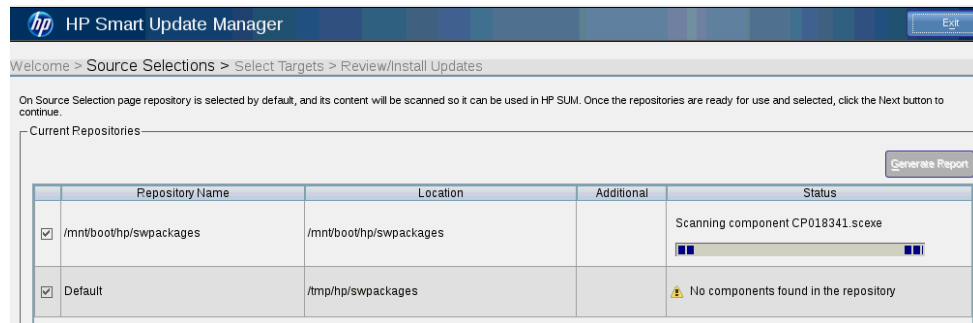 hp HP Smart Update Manager
Exit
Welcome > Source Selections > Select Targets > Review/Install Updates
On Source Selection page repository is selected by default, and its content will be scanned so it can be used in HP SUM. Once the repositories are ready for use and selected, click the Next button to
continue.
Current Repositories
Generate Report
Repository Name Location Additional Status
/mnt/boot/hp/swpackages /mnt/boot/hp/swpackages Scanning component CP018341.scexe
Default /tmp/hp/swpackages No components found in the repository